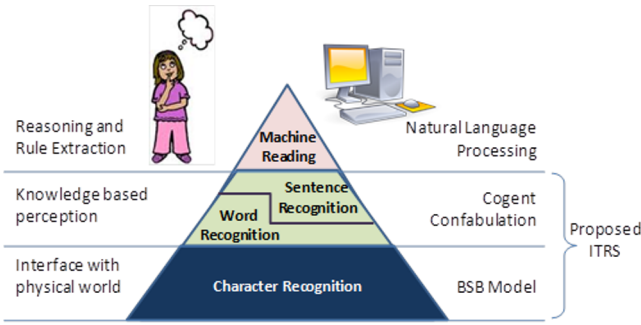 Reasoning and
Rule Extraction
Machine
Reading
Natural Language
Processing
Knowledge based
perception
Sentence
Recognition
Word
Recognition
Cogent
Confabulation
Proposed
ITRS
Interface with
physical world
Character Recognition
BSB Model